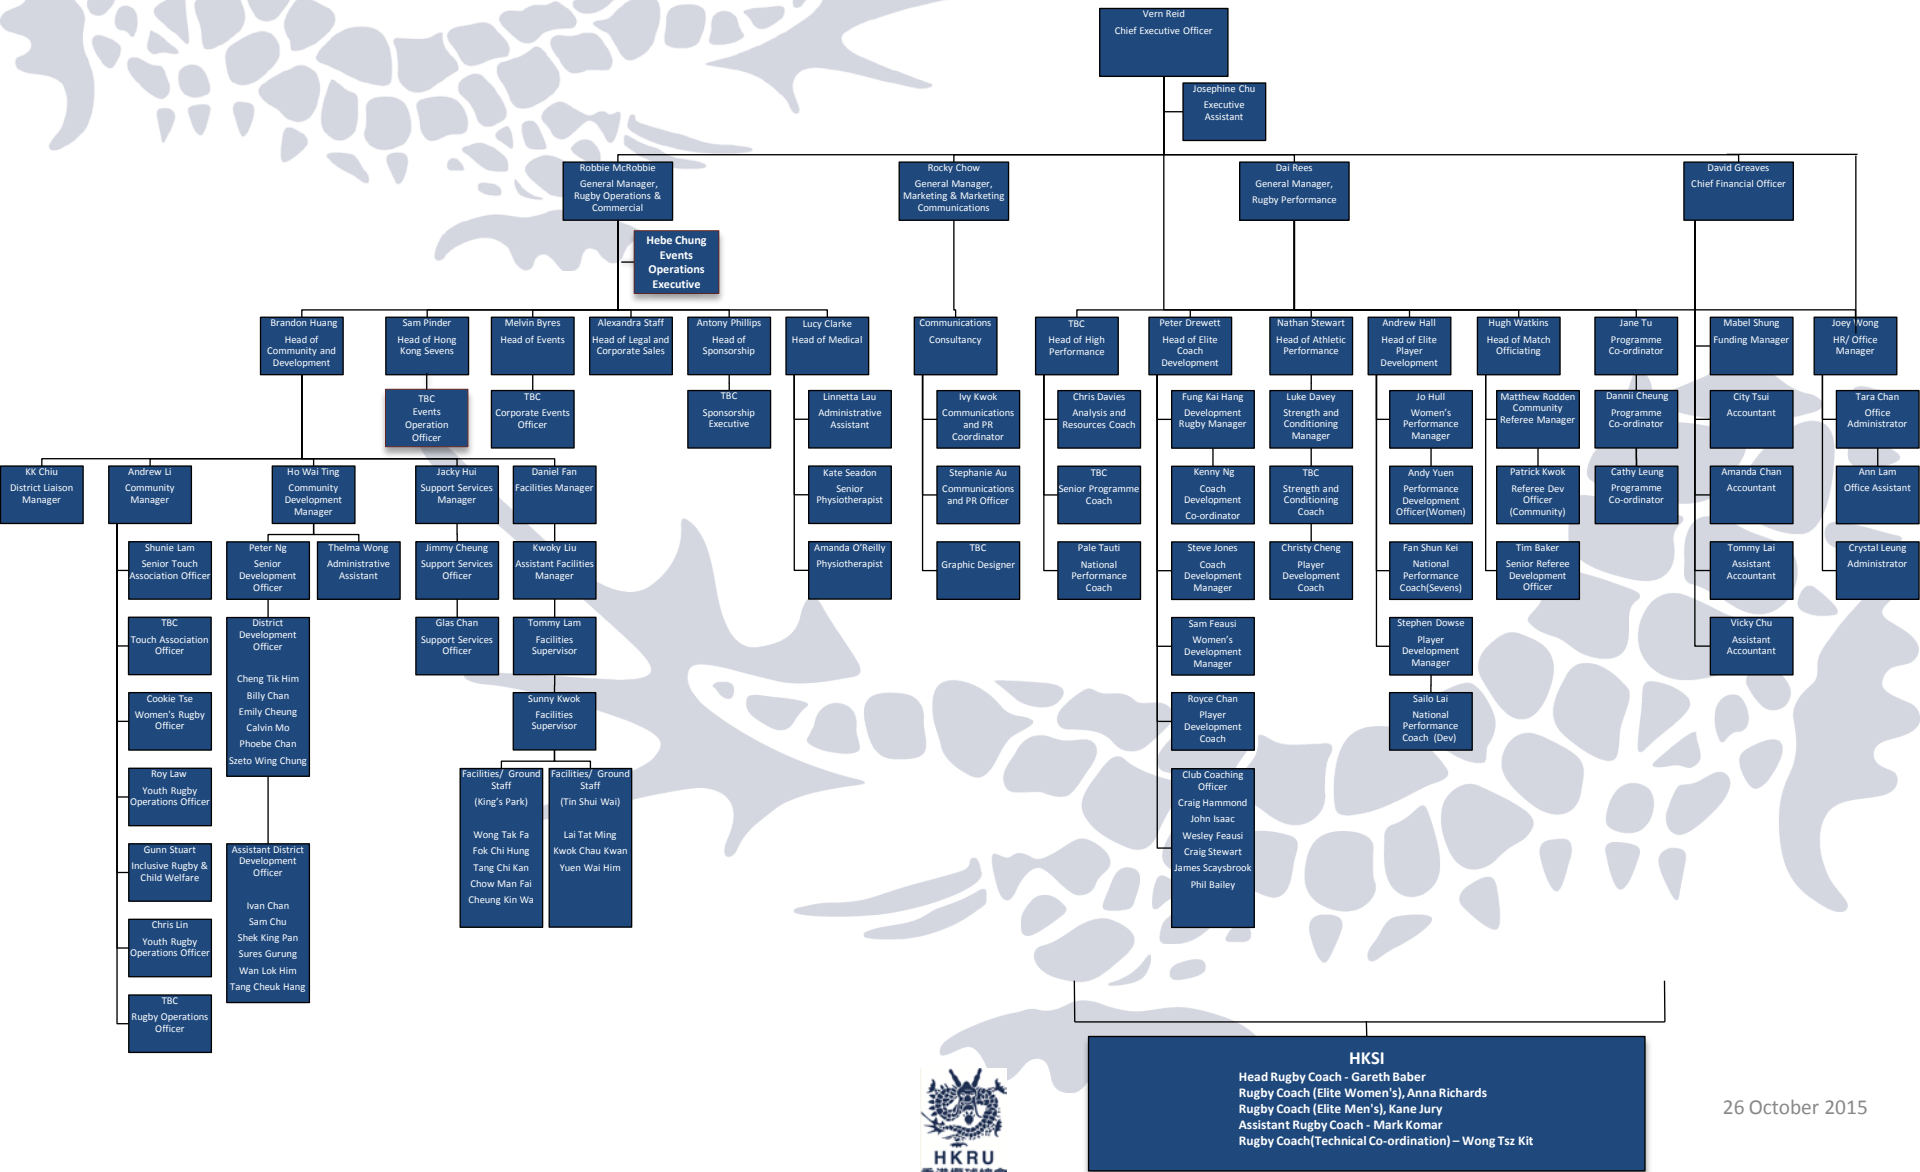 Vern Reid
Chief Executive Officer
Josephine Chu
Executive
Assistant
Robbie McRobbie
General Manager,
Rugby Operations &
Commercial
Rocky Chow
General Manager,
Marketing & Marketing
Communications
Dai Rees
General Manager,
Rugby Performance
David Greaves
Chief Financial Officer
Hebe Chung
Events
Operations
Executive
Brandon Huang
Head of
Community and
Development
Sam Pinder
Head of Hong
Kong Sevens
Melvin Byres
Head of Events
Alexandra Staff
Head of Legal and
Corporate Sales
Antony Phillips
Head of
Sponsorship
Lucy Clarke
Head of Medical
Communications
Consultancy
TBC
Head of High
Performance
Peter Drewett
Head of Elite
Coach
Development
Nathan Stewart
Head of Athletic
Performance
Andrew Hall
Head of Elite
Player
Development
Hugh Watkins
Head of Match
Officiating
Jane Tu
Programme
Co-ordinator
Mabel Shung
Funding Manager
Joey Wong
HR/ Office
Manager
TBC
Events
Operation
Officer
TBC
Corporate Events
Officer
TBC
Sponsorship
Executive
Linnetta Lau
Administrative
Assistant
Ivy Kwok
Communications
and PR
Coordinator
Chris Davies
Analysis and
Resources Coach
Fung Kai Hang
Development
Rugby Manager
Luke Davey
Strength and
Conditioning
Manager
Jo Hull
Women's
Performance
Manager
Matthew Rodden
Community
Referee Manager
Dannii Cheung
Programme
Co-ordinator
City Tsui
Accountant
Tara Chan
Office
Administrator
KK Chiu
District Liaison
Manager
Andrew Li
Community
Manager
Ho Wai Ting
Community
Development
Manager
Jacky Hui
Support Services
Manager
Daniel Fan
Facilities Manager
Kate Seadon
Senior
Physiotherapist
Stephanie Au
Communications
and PR Officer
TBC
Senior Programme
Coach
Kenny Ng
Coach
Development
Co-ordinator
TBC
Strength and
Conditioning
Coach
Andy Yuen
Performance
Development
Officer(Women)
Patrick Kwok
Referee Dev
Officer
(Community)
Cathy Leung
Programme
Co-ordinator
Amanda Chan
Accountant
Ann Lam
Office Assistant
Shunie Lam
Senior Touch
Association Officer
Peter Ng
Senior
Development
Officer
Thelma Wong
Administrative
Assistant
Jimmy Cheung
Support Services
Officer
Kwoky Liu
Assistant Facilities
Manager
Amanda O'Reilly
Physiotherapist
TBC
Graphic Designer
Pale Tauti
National
Performance
Coach
Steve Jones
Coach
Development
Manager
Christy Cheng
Player
Development
Coach
Fan Shun Kei
National
Performance
Coach(Sevens)
Tim Baker
Senior Referee
Development
Officer
Tommy Lai
Assistant
Accountant
Crystal Leung
Administrator
TBC
Touch Association
Officer
District
Development
Officer
Cheng Tik Him
Billy Chan
Emily Cheung
Calvin Mo
Phoebe Chan
Szeto Wing Chung
Glas Chan
Support Services
Officer
Tommy Lam
Facilities
Supervisor
Sam Feausi
Women's
Development
Manager
Stephen Dowse
Player
Development
Manager
Vicky Chu
Assistant
Accountant
Cookie Tse
Women's Rugby
Officer
Sunny Kwok
Facilities
Supervisor
Royce Chan
Player
Development
Coach
Sailo Lai
National
Performance
Coach (Dev)
Roy Law
Youth Rugby
Operations Officer
Facilities/ Ground
Staff
(King's Park)
Wong Tak Fa
Fok Chi Hung
Tang Chi Kan
Chow Man Fai
Cheung Kin Wa
Facilities/ Ground
Staff
(Tin Shui Wai)
Lai Tat Ming
Kwok Chau Kwan
Yuen Wai Him
Club Coaching
Officer
Craig Hammond
John Isaac
Wesley Feausi
Craig Stewart
James Scaysbrook
Phil Bailey
Gunn Stuart
Inclusive Rugby &
Child Welfare
Assistant District
Development
Officer
Ivan Chan
Sam Chu
Shek King Pan
Sures Gurung
Wan Lok Him
Tang Cheuk Hang
Chris Lin
Youth Rugby
Operations Officer
TBC
Rugby Operations
Officer
HKSI
Head Rugby Coach - Gareth Baber
Rugby Coach (Elite Women's), Anna Richards
Rugby Coach (Elite Men's), Kane Jury
Assistant Rugby Coach - Mark Komar
Rugby Coach(Technical Co-ordination) – Wong Tsz Kit
HKRU
26 October 2015